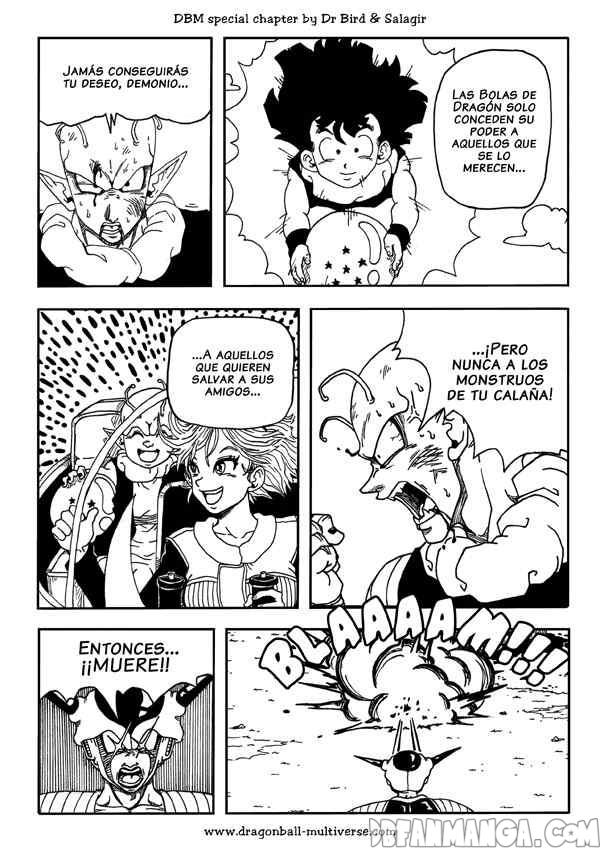 DBM special chapter by Dr Bird & Salagir
Jamás conseguirás
tu deseo, demonio...
Las Bolas de
Dragón solo
conceden su
poder a
aquellos
que se lo
merecen...
...a aquellos
que quieren
salvar a sus
amigos...
...¡Pero
nunca a los
monstruos
de tu calaña!
Entonces...
¡¡Muere!!
BLAAAAM!!!
www.dragonball-multiverse.com
DBFANMANGA.COM